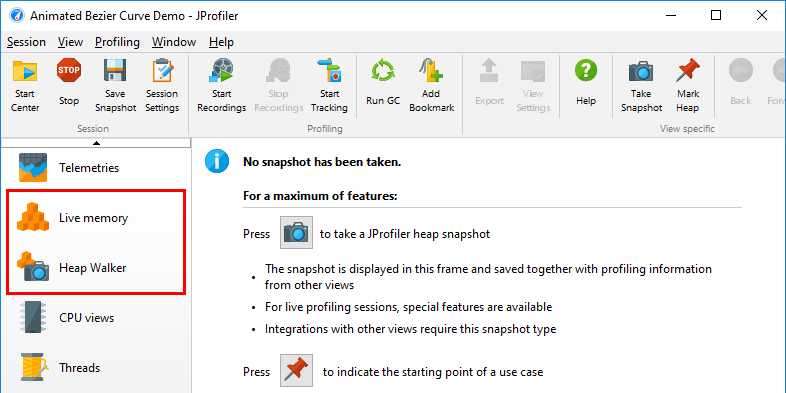 Animated Bezier Curve Demo - JProfiler
Session View Profiling Window Help
Start Center
Stop
Save Snapshot
Session Settings
Start Recordings
Stop Recordings
Start Tracking
Run GC
Add Bookmark
Export
View Settings
Help
Take Snapshot
Mark Heap
Back
Session
Profiling
View specific
Telemetries
Live memory
Heap Walker
CPU views
Threads
No snapshot has been taken.
For a maximum of features:
Press to take a JProfiler heap snapshot
• The snapshot is displayed in this frame and saved together with profiling information
from other views
• For live profiling sessions, special features are available
• Integrations with other views require this snapshot type
Press to indicate the starting point of a use case